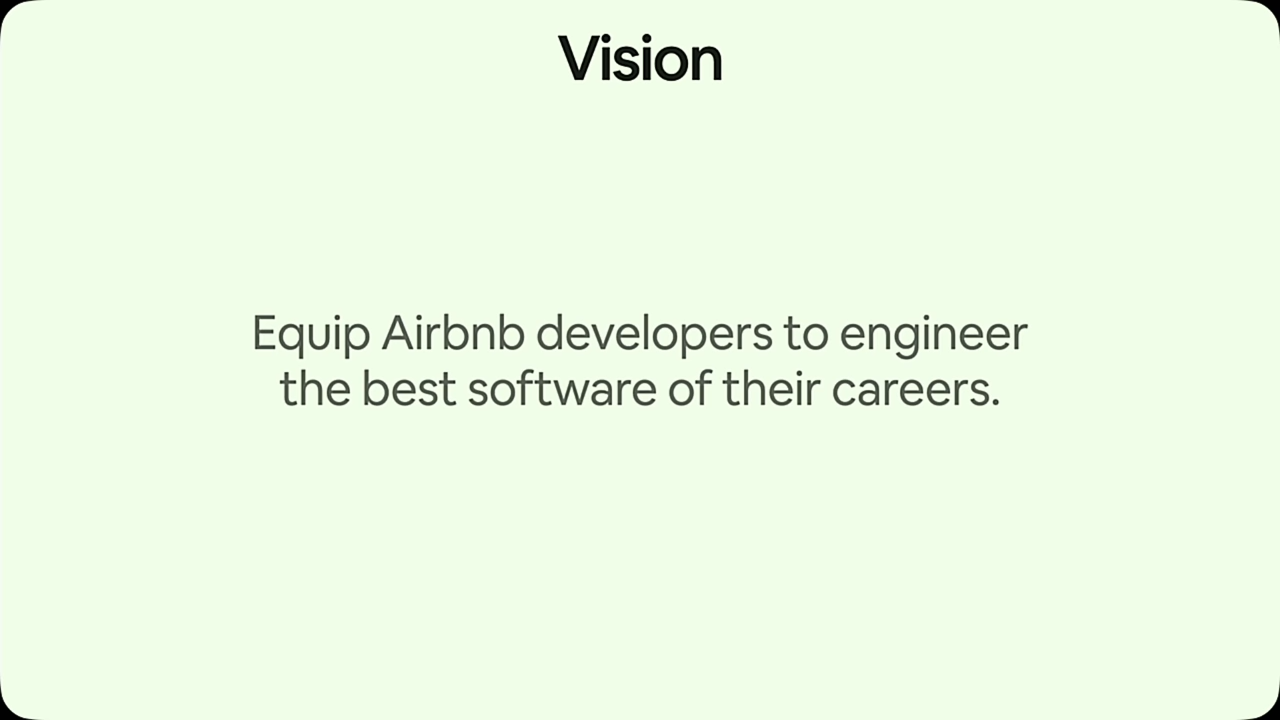 Vision
Equip Airbnb developers to engineer
the best software of their careers.